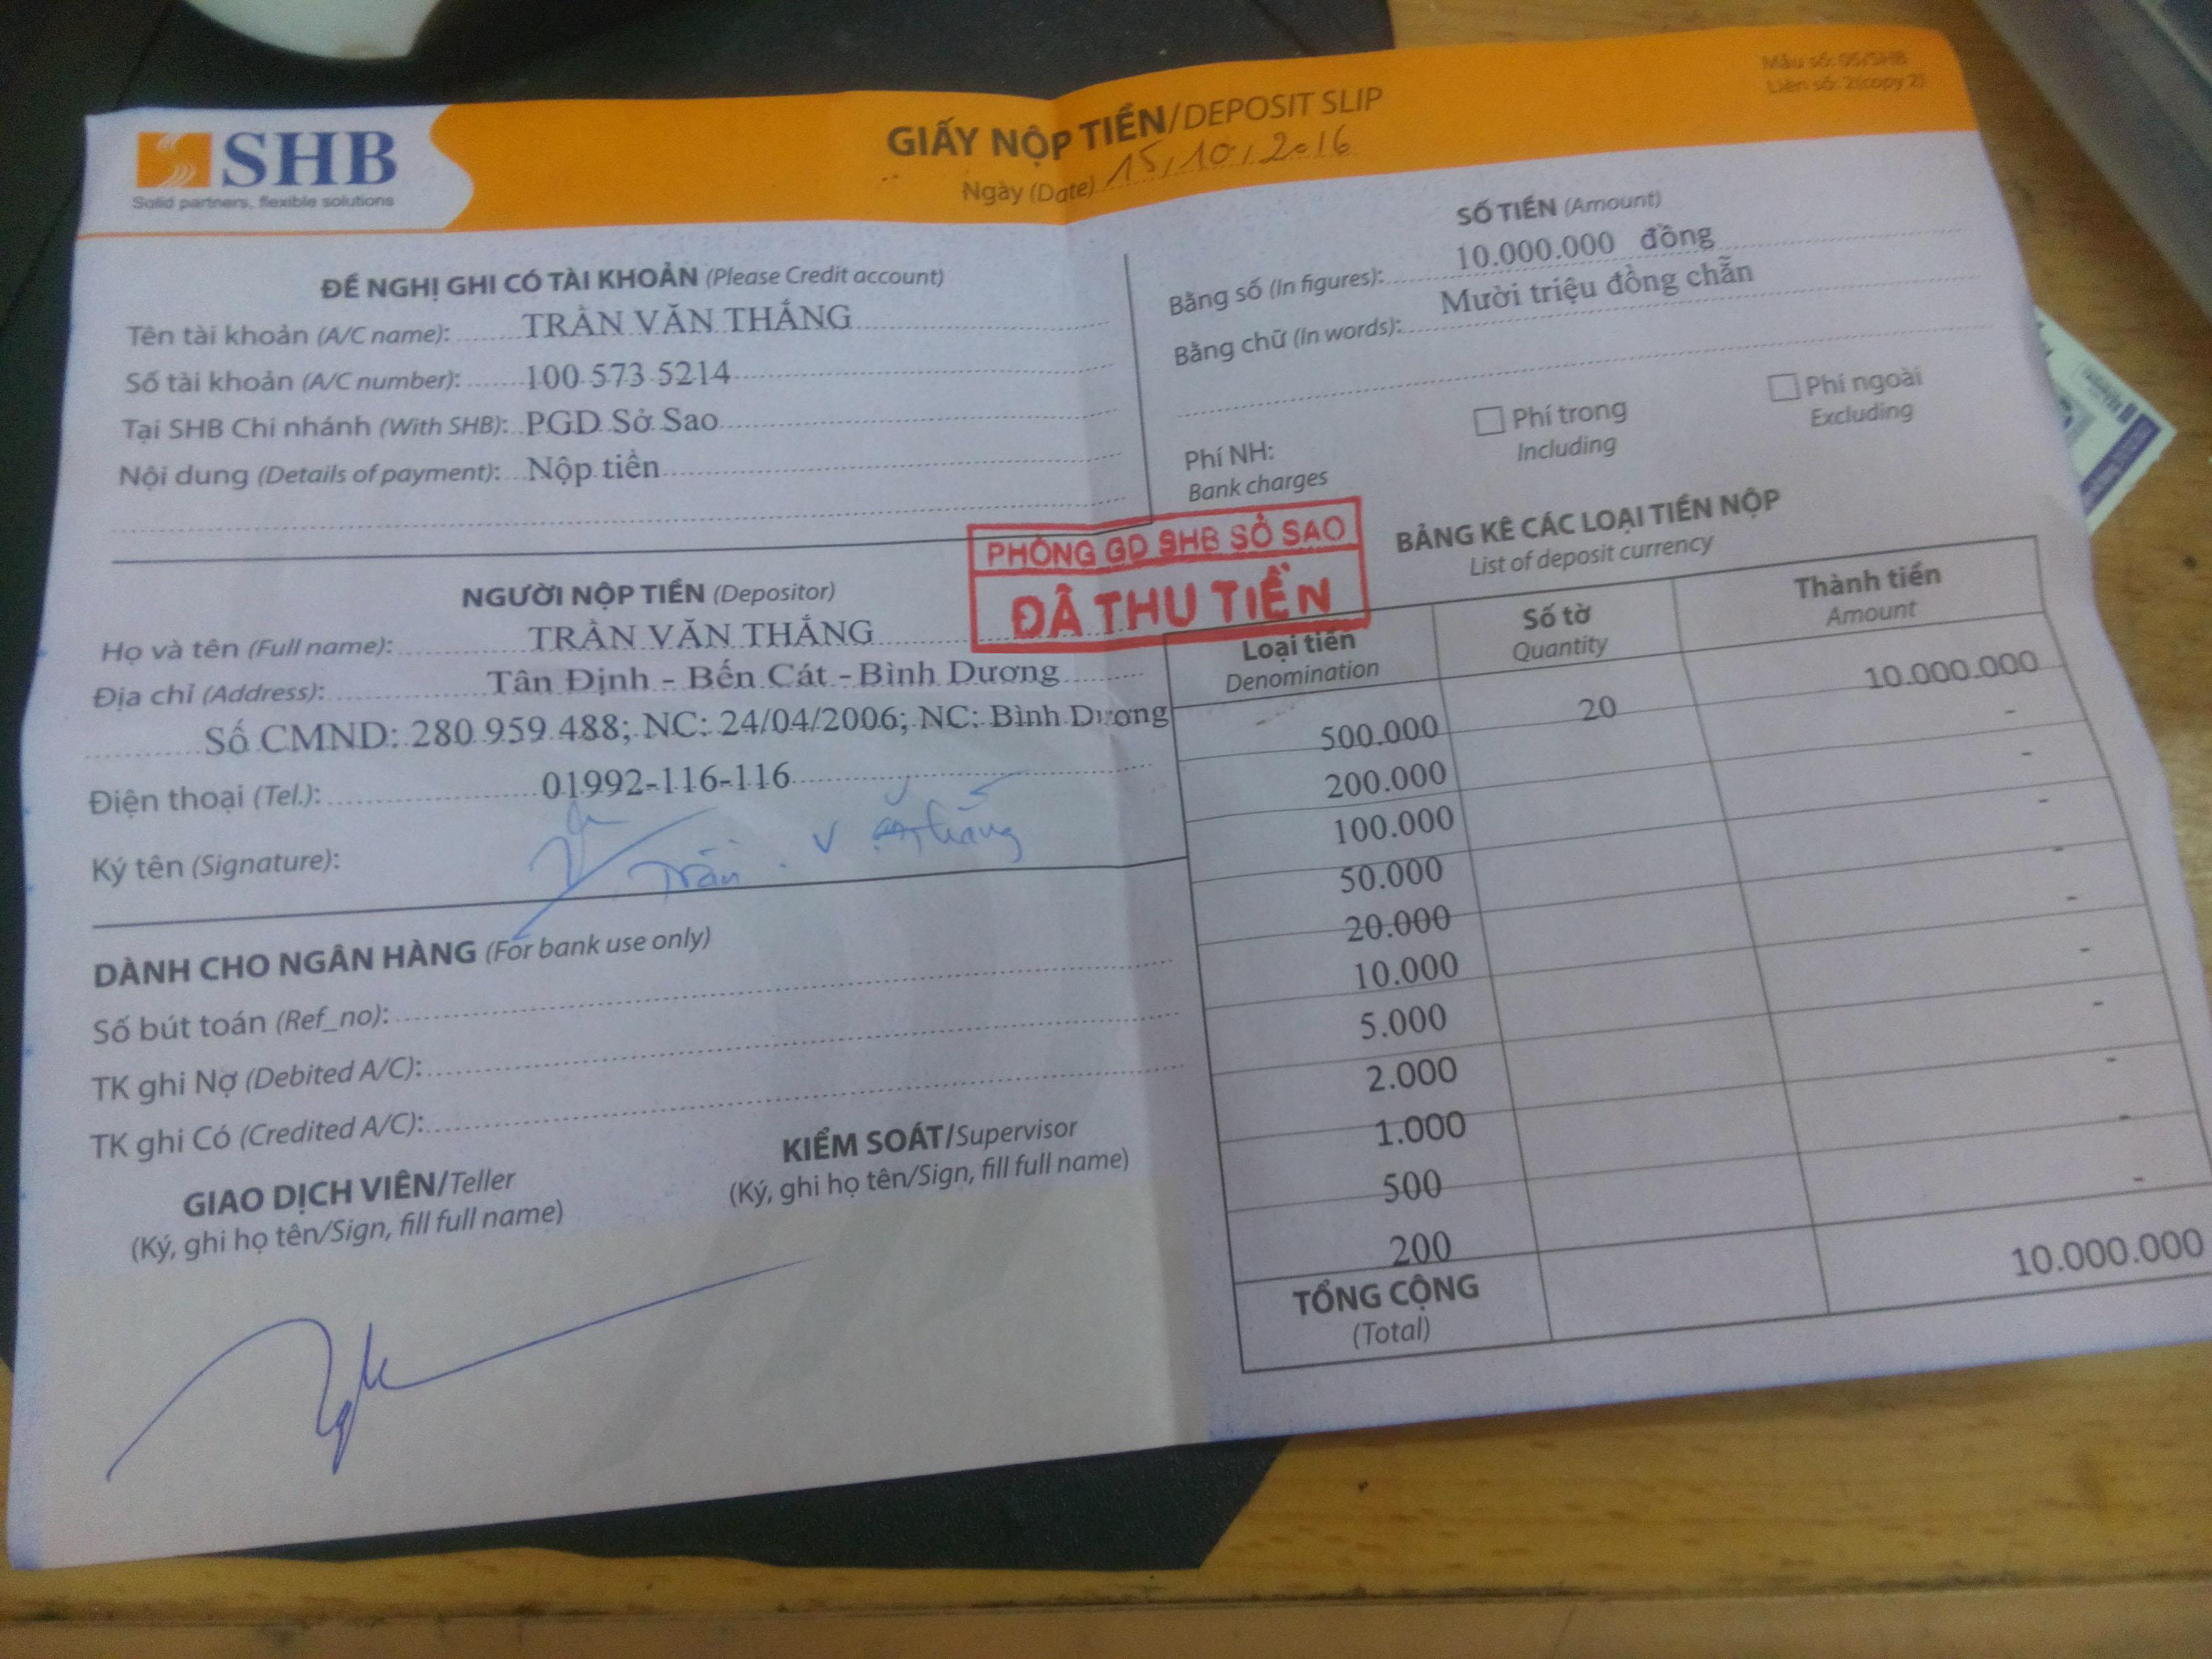 Mẫu số: 05/SHB
Liên số: 2(copy 2)
SHB
Solid partners, flexible solutions
GIẤY NỘP TIỀN/DEPOSIT SLIP
Ngày (Date) 15/10/2016
ĐỀ NGHỊ GHI CÓ TÀI KHOẢN (Please Credit account)
Tên tài khoản (A/C name): TRẦN VĂN THẮNG
Số tài khoản (A/C number): 100 573 5214
Tại SHB Chi nhánh (With SHB): PGD Sở Sao
Nội dung (Details of payment): Nộp tiền
SỐ TIỀN (Amount)
Bằng số (In figures): 10.000.000 đồng
Bằng chữ (In words): Mười triệu đồng chẵn
Phí NH:
Bank charges
Phí trong
Including
Phí ngoài
Excluding
PHÒNG GD SHB SỞ SAO
ĐÃ THU TIỀN
NGƯỜI NỘP TIỀN (Depositor)
Họ và tên (Full name): TRẦN VĂN THẮNG
Địa chỉ (Address): Tân Định - Bến Cát - Bình Dương
Số CMND: 280 959 488; NC: 24/04/2006; NC: Bình Dương
Điện thoại (Tel.): 01992-116-116
Ký tên (Signature): Trần V Thắng
DÀNH CHO NGÂN HÀNG (For bank use only)
Số bút toán (Ref_no):
TK ghi Nợ (Debited A/C):
TK ghi Có (Credited A/C):
GIAO DỊCH VIÊN/Teller
(Ký, ghi họ tên/Sign, fill full name)
KIỂM SOÁT/Supervisor
(Ký, ghi họ tên/Sign, fill full name)
BẢNG KÊ CÁC LOẠI TIỀN NỘP
List of deposit currency
Loại tiền Số tờ Thành tiền
Denomination Quantity Amount
500.000 20 10.000.000
200.000 -
100.000 -
50.000 -
20.000 -
10.000 -
5.000 -
2.000 -
1.000 -
500 -
200 -
TỔNG CỘNG 10.000.000
(Total)